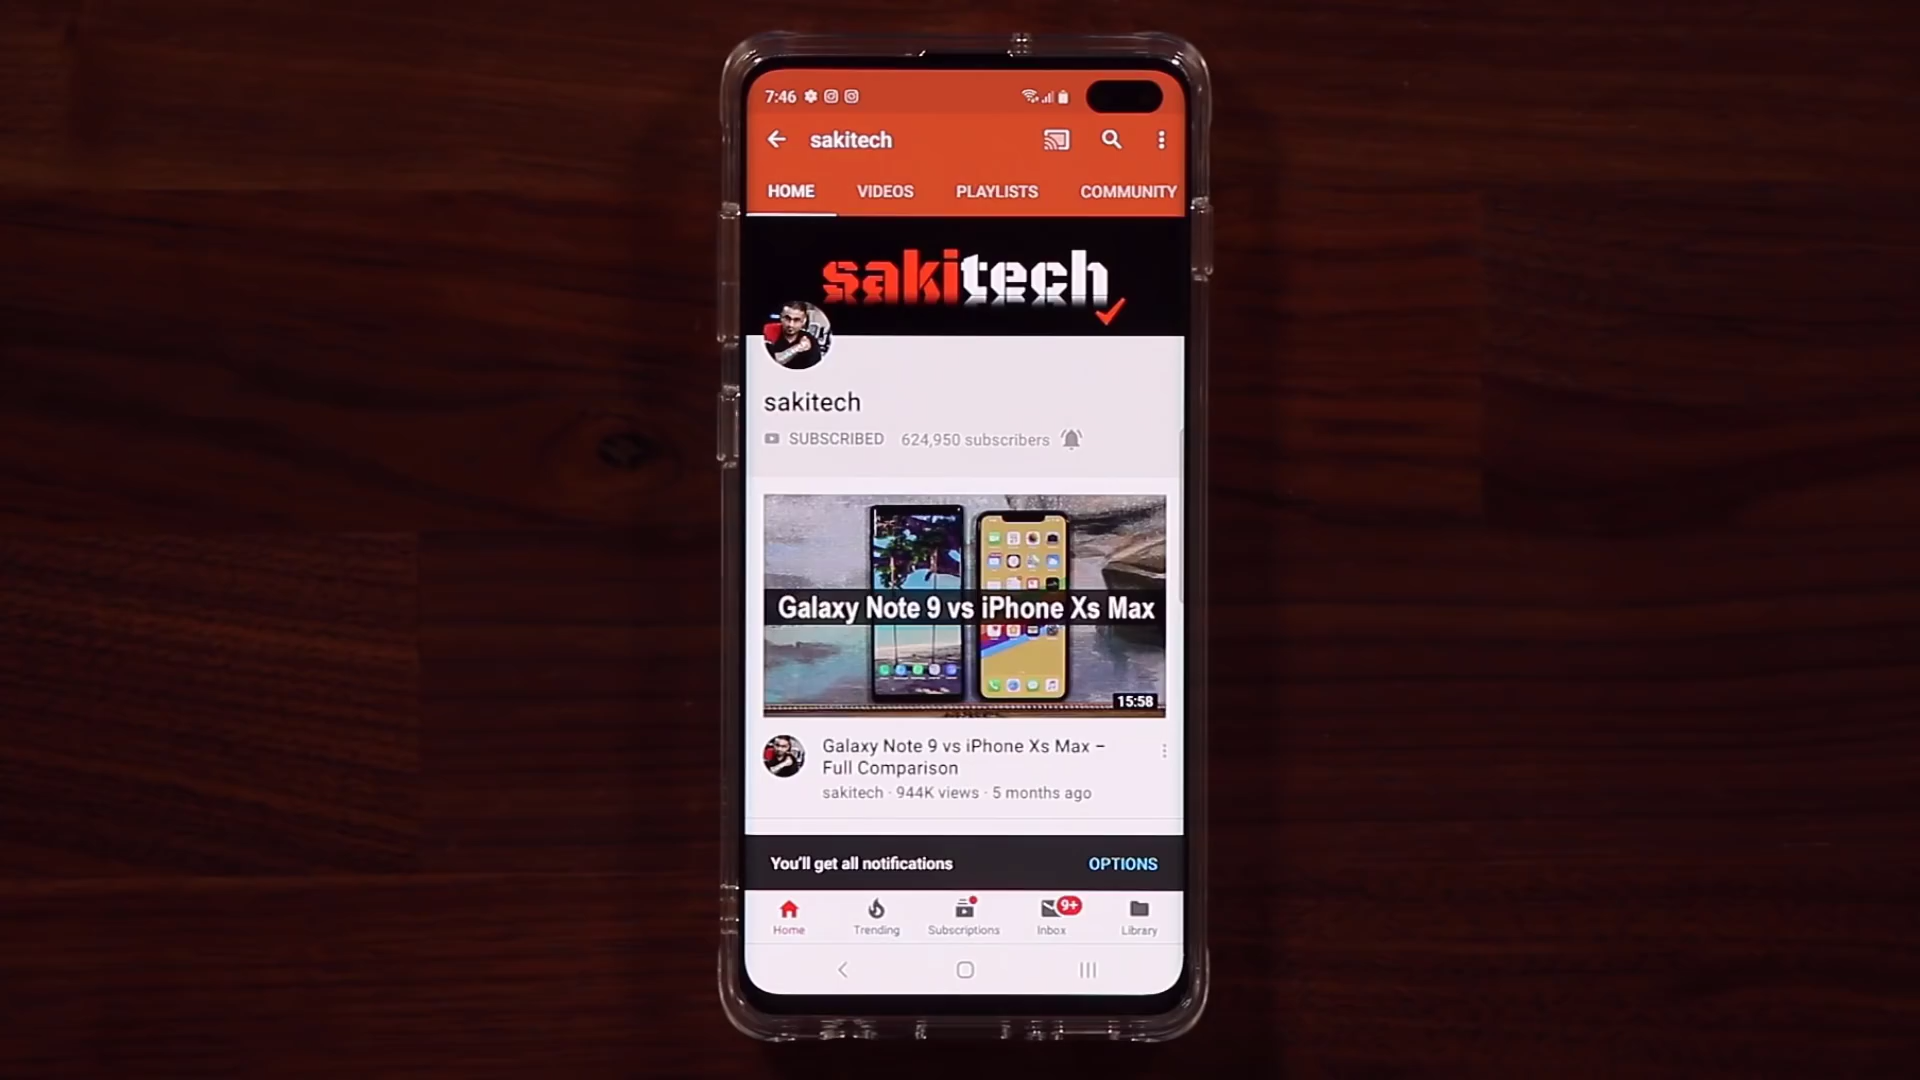 7:46
sakitech
HOME VIDEOS PLAYLISTS COMMUNITY
sakitech
sakitech
SUBSCRIBED 624,950 subscribers
Galaxy Note 9 vs iPhone Xs Max
15:58
Galaxy Note 9 vs iPhone Xs Max –
Full Comparison
sakitech · 944K views · 5 months ago
You'll get all notifications OPTIONS
9+
Home Trending Subscriptions Inbox Library